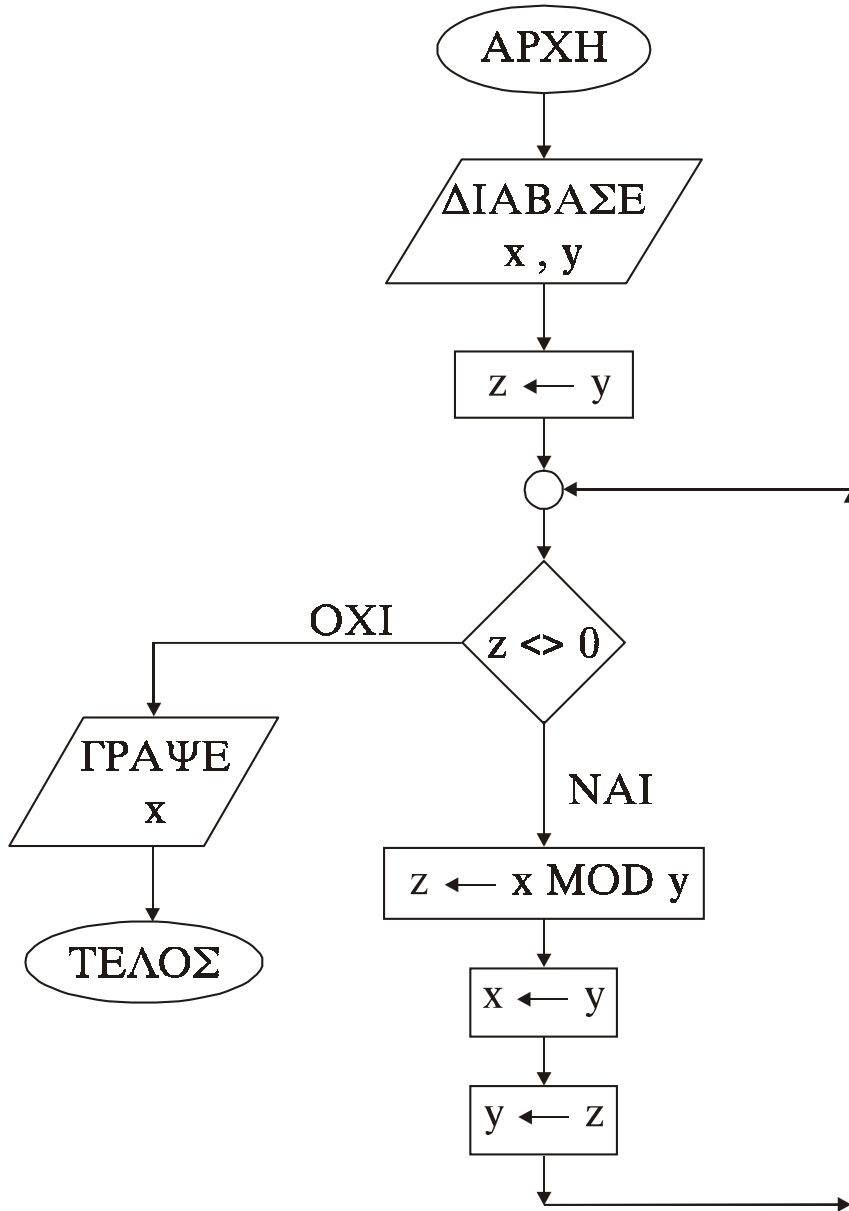 ΑΡΧΗ
ΔΙΑΒΑΣΕ
x , y
z ← y
z <> 0
ΟΧΙ
ΓΡΑΨΕ
x
ΤΕΛΟΣ
ΝΑΙ
z ← x MOD y
x ← y
y ← z